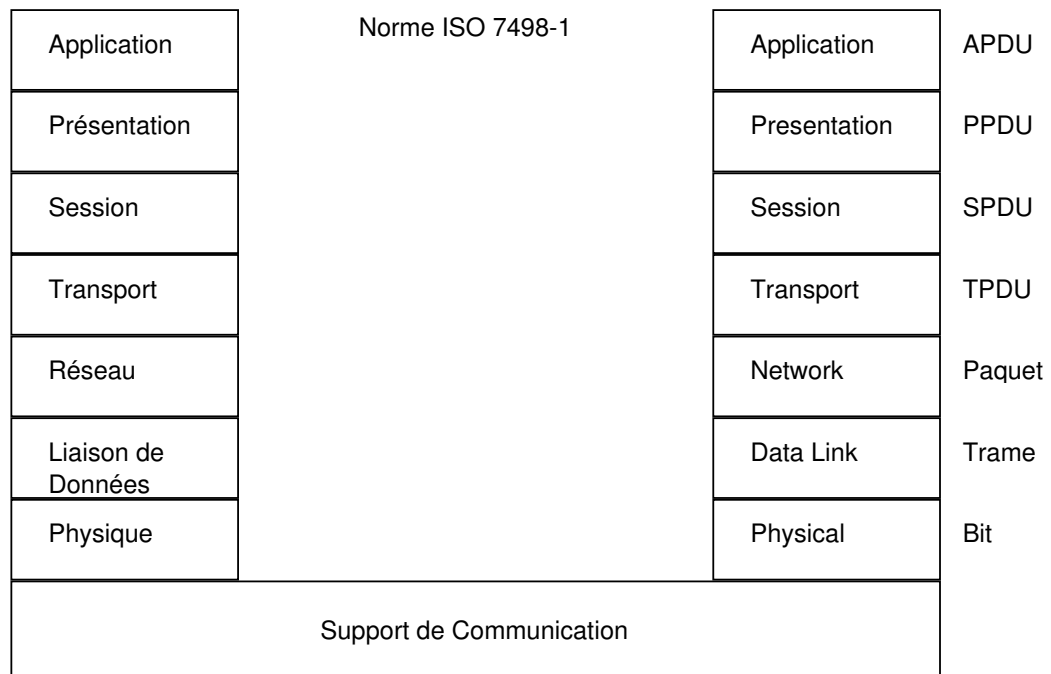 Norme ISO 7498-1
Application
Application
APDU
Présentation
Presentation
PPDU
Session
Session
SPDU
Transport
Transport
TPDU
Réseau
Network
Paquet
Liaison de
Données
Data Link
Trame
Physique
Physical
Bit
Support de Communication